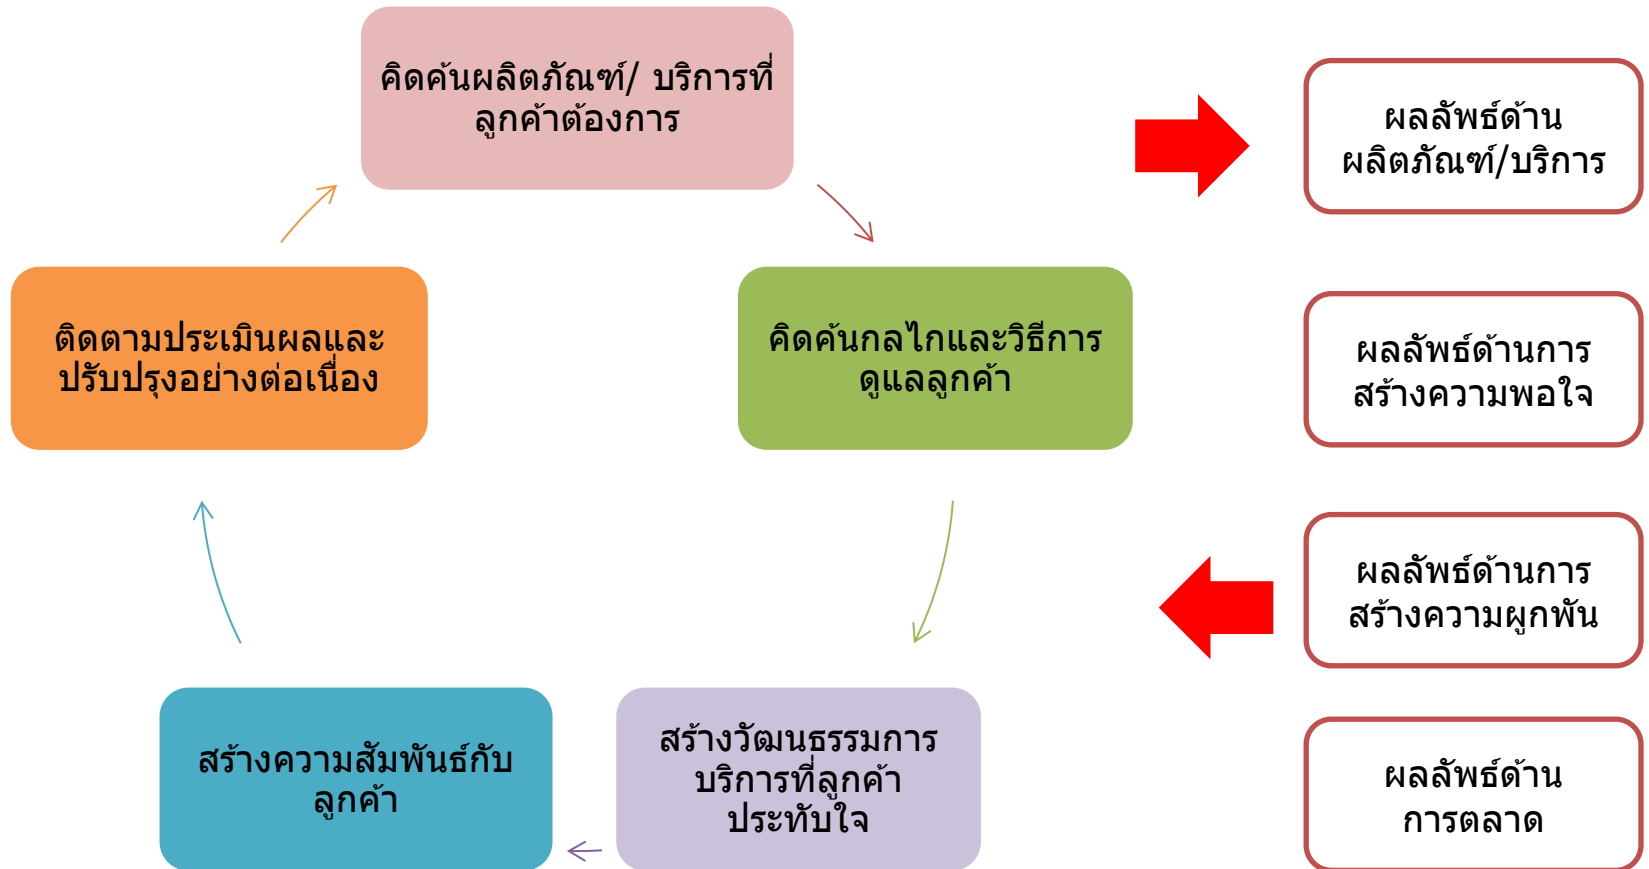 คิดค้นผลิตภัณฑ์/ บริการที่
ลูกค้าต้องการ
คิดค้นกลไกและวิธีการ
ดูแลลูกค้า
สร้างวัฒนธรรมการ
บริการที่ลูกค้า
ประทับใจ
สร้างความสัมพันธ์กับ
ลูกค้า
ติดตามประเมินผลและ
ปรับปรุงอย่างต่อเนื่อง
ผลลัพธ์ด้าน
ผลิตภัณฑ์/บริการ
ผลลัพธ์ด้านการ
สร้างความพอใจ
ผลลัพธ์ด้านการ
สร้างความผูกพัน
ผลลัพธ์ด้าน
การตลาด